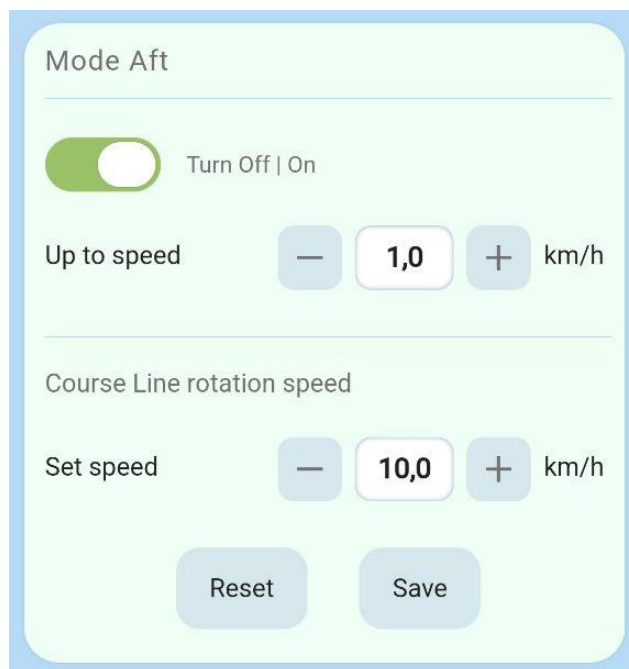 Mode Aft
Turn Off | On
Up to speed − 1,0 + km/h
Course Line rotation speed
Set speed − 10,0 + km/h
Reset Save